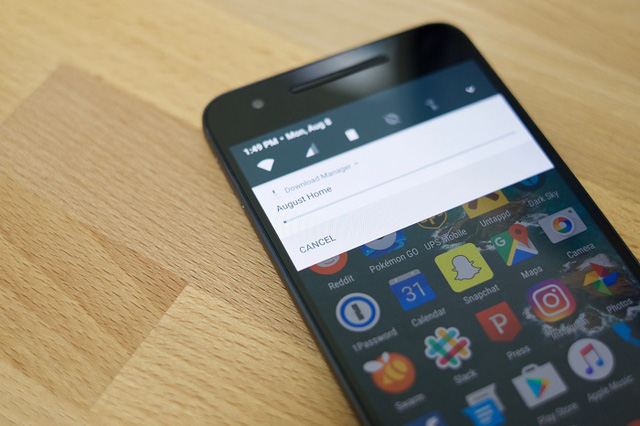 1:49 PM • Mon, Aug 8
Download Manager
August Home
CANCEL
Reddit
Pokémon GO
UPS Mobile
Untappd
Dark Sky
1Password
31
Calendar
Snapchat
G
Maps
Camera
Swarm
Slack
P
Press
Photos
Play Store
Apple Music